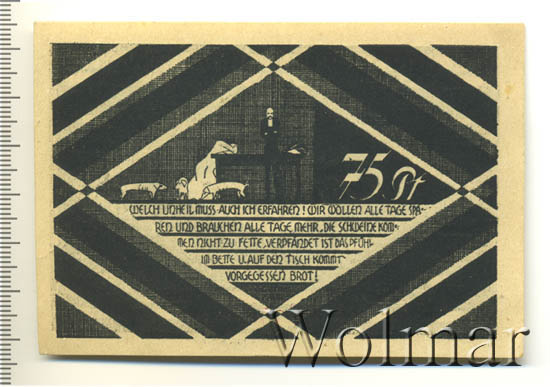 75 Pf
WELCH UNHEIL MUSS AUCH ICH ERFAHREN! WIR WOLLEN ALLE TAGE SPA-
REN UND BRAUCHEN ALLE TAGE MEHR, DIE SCHWEINE KOM-
MEN NICHT ZU FETTE, VERPFÄNDET IST DAS PFÜHL
IM BETTE U. AUF DEN TISCH KOMMT
VORGEGESSEN BROT!
Wolmar